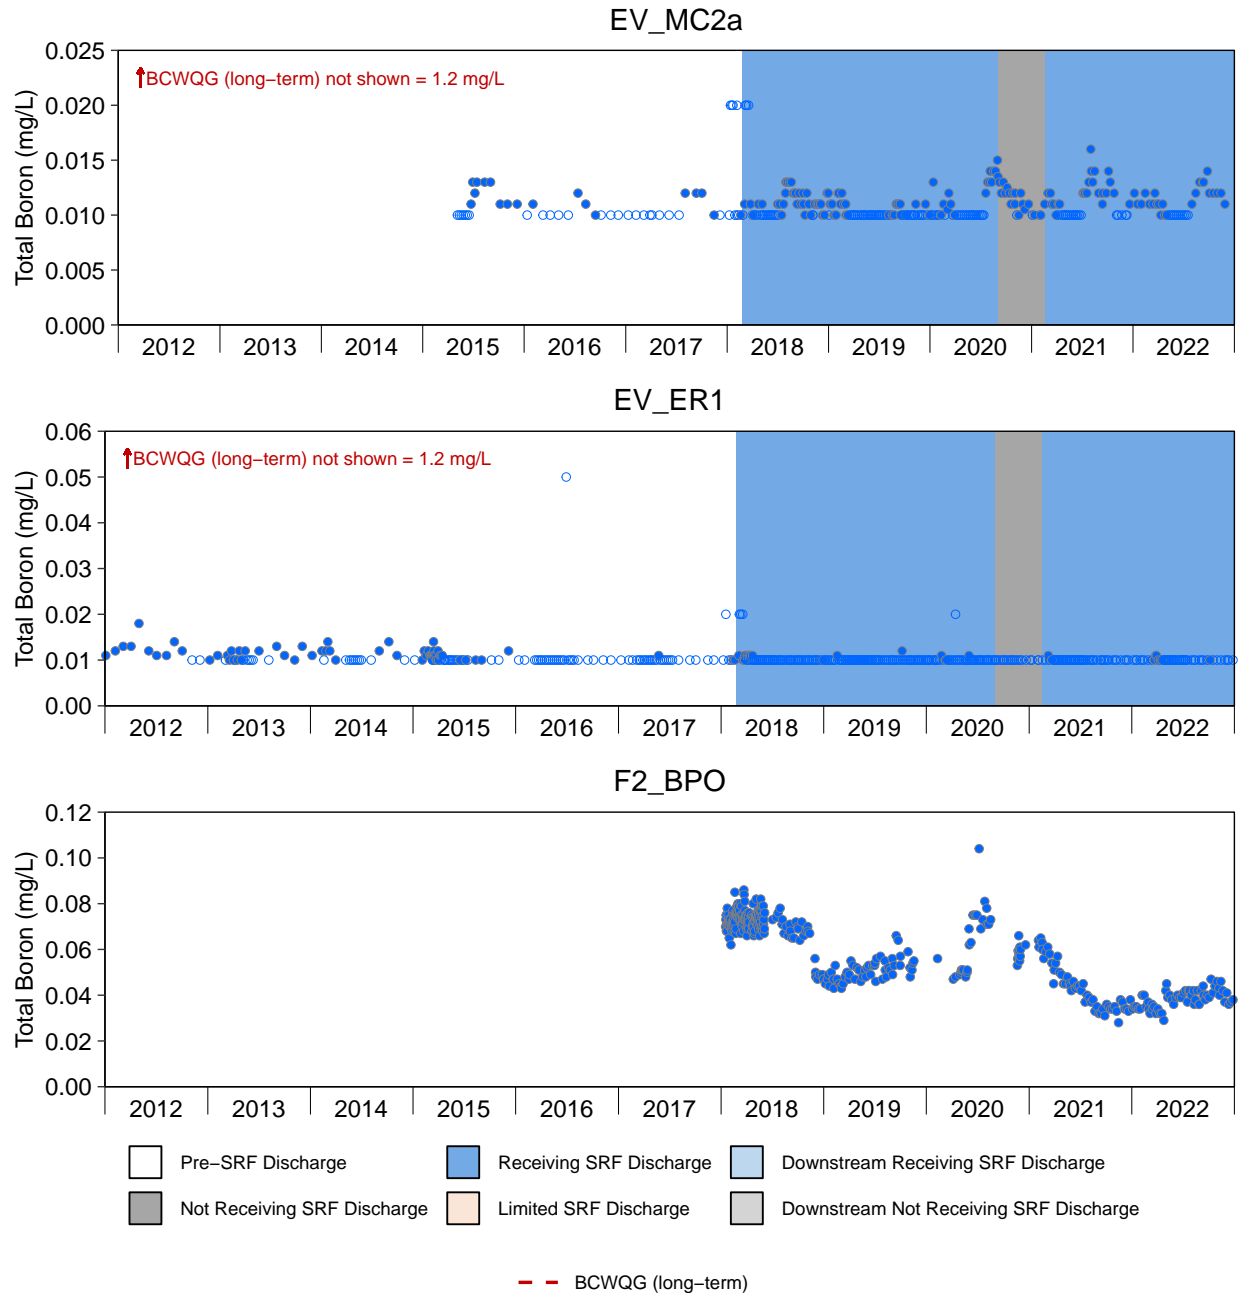 EV_MC2a
Total Boron (mg/L)
0.025
0.020
0.015
0.010
0.005
0.000
BCWQG (long−term) not shown = 1.2 mg/L
2012 2013 2014 2015 2016 2017 2018 2019 2020 2021 2022
EV_ER1
Total Boron (mg/L)
0.06
0.05
0.04
0.03
0.02
0.01
0.00
BCWQG (long−term) not shown = 1.2 mg/L
2012 2013 2014 2015 2016 2017 2018 2019 2020 2021 2022
F2_BPO
Total Boron (mg/L)
0.12
0.10
0.08
0.06
0.04
0.02
0.00
2012 2013 2014 2015 2016 2017 2018 2019 2020 2021 2022
Pre−SRF Discharge Receiving SRF Discharge Downstream Receiving SRF Discharge
Not Receiving SRF Discharge Limited SRF Discharge Downstream Not Receiving SRF Discharge
BCWQG (long−term)